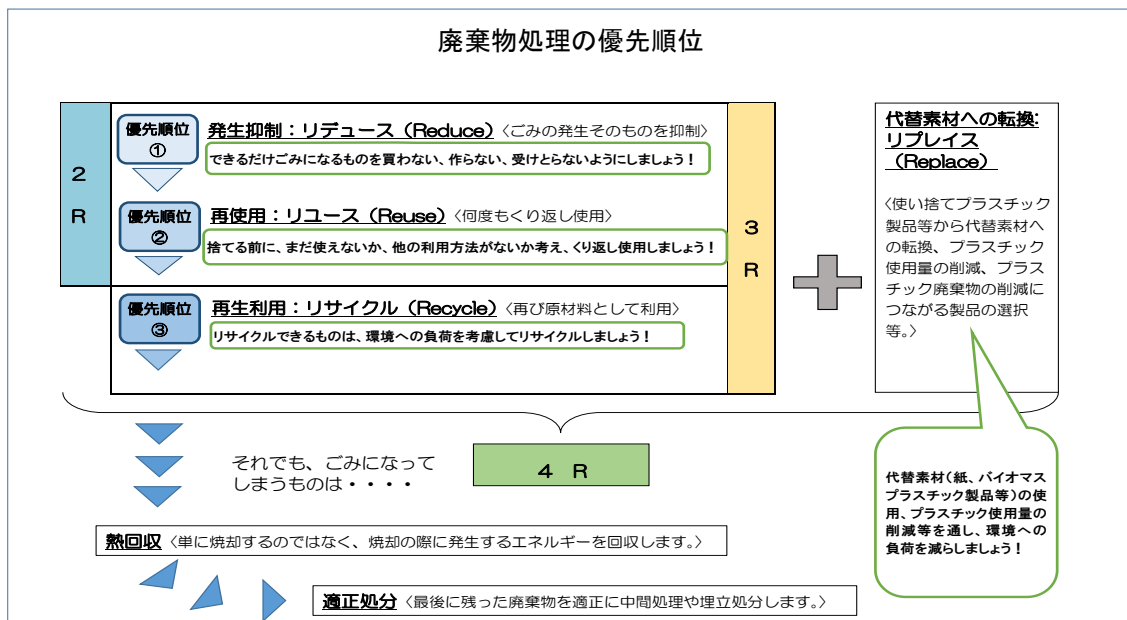 廃棄物処理の優先順位
2
R
優先順位
①
発生抑制：リデュース（Reduce）〈ごみの発生そのものを抑制〉
できるだけごみになるものを買わない、作らない、受けとらないようにしましょう！
優先順位
②
再使用：リユース（Reuse）〈何度もくり返し使用〉
捨てる前に、まだ使えないか、他の利用方法がないか考え、くり返し使用しましょう！
優先順位
③
再生利用：リサイクル（Recycle）〈再び原材料として利用〉
リサイクルできるものは、環境への負荷を考慮してリサイクルしましょう！
3
R
代替素材への転換:
リプレイス
（Replace）
〈使い捨てプラスチック
製品等から代替素材へ
の転換、プラスチック
使用量の削減、プラス
チック廃棄物の削減に
つながる製品の選択
等。〉
4 R
それでも、ごみになって
しまうものは・・・・
代替素材（紙、バイオマス
プラスチック製品等）の使
用、プラスチック使用量の
削減等を通し、環境への
負荷を減らしましょう！
熱回収〈単に焼却するのではなく、焼却の際に発生するエネルギーを回収します。〉
適正処分〈最後に残った廃棄物を適正に中間処理や埋立処分します。〉